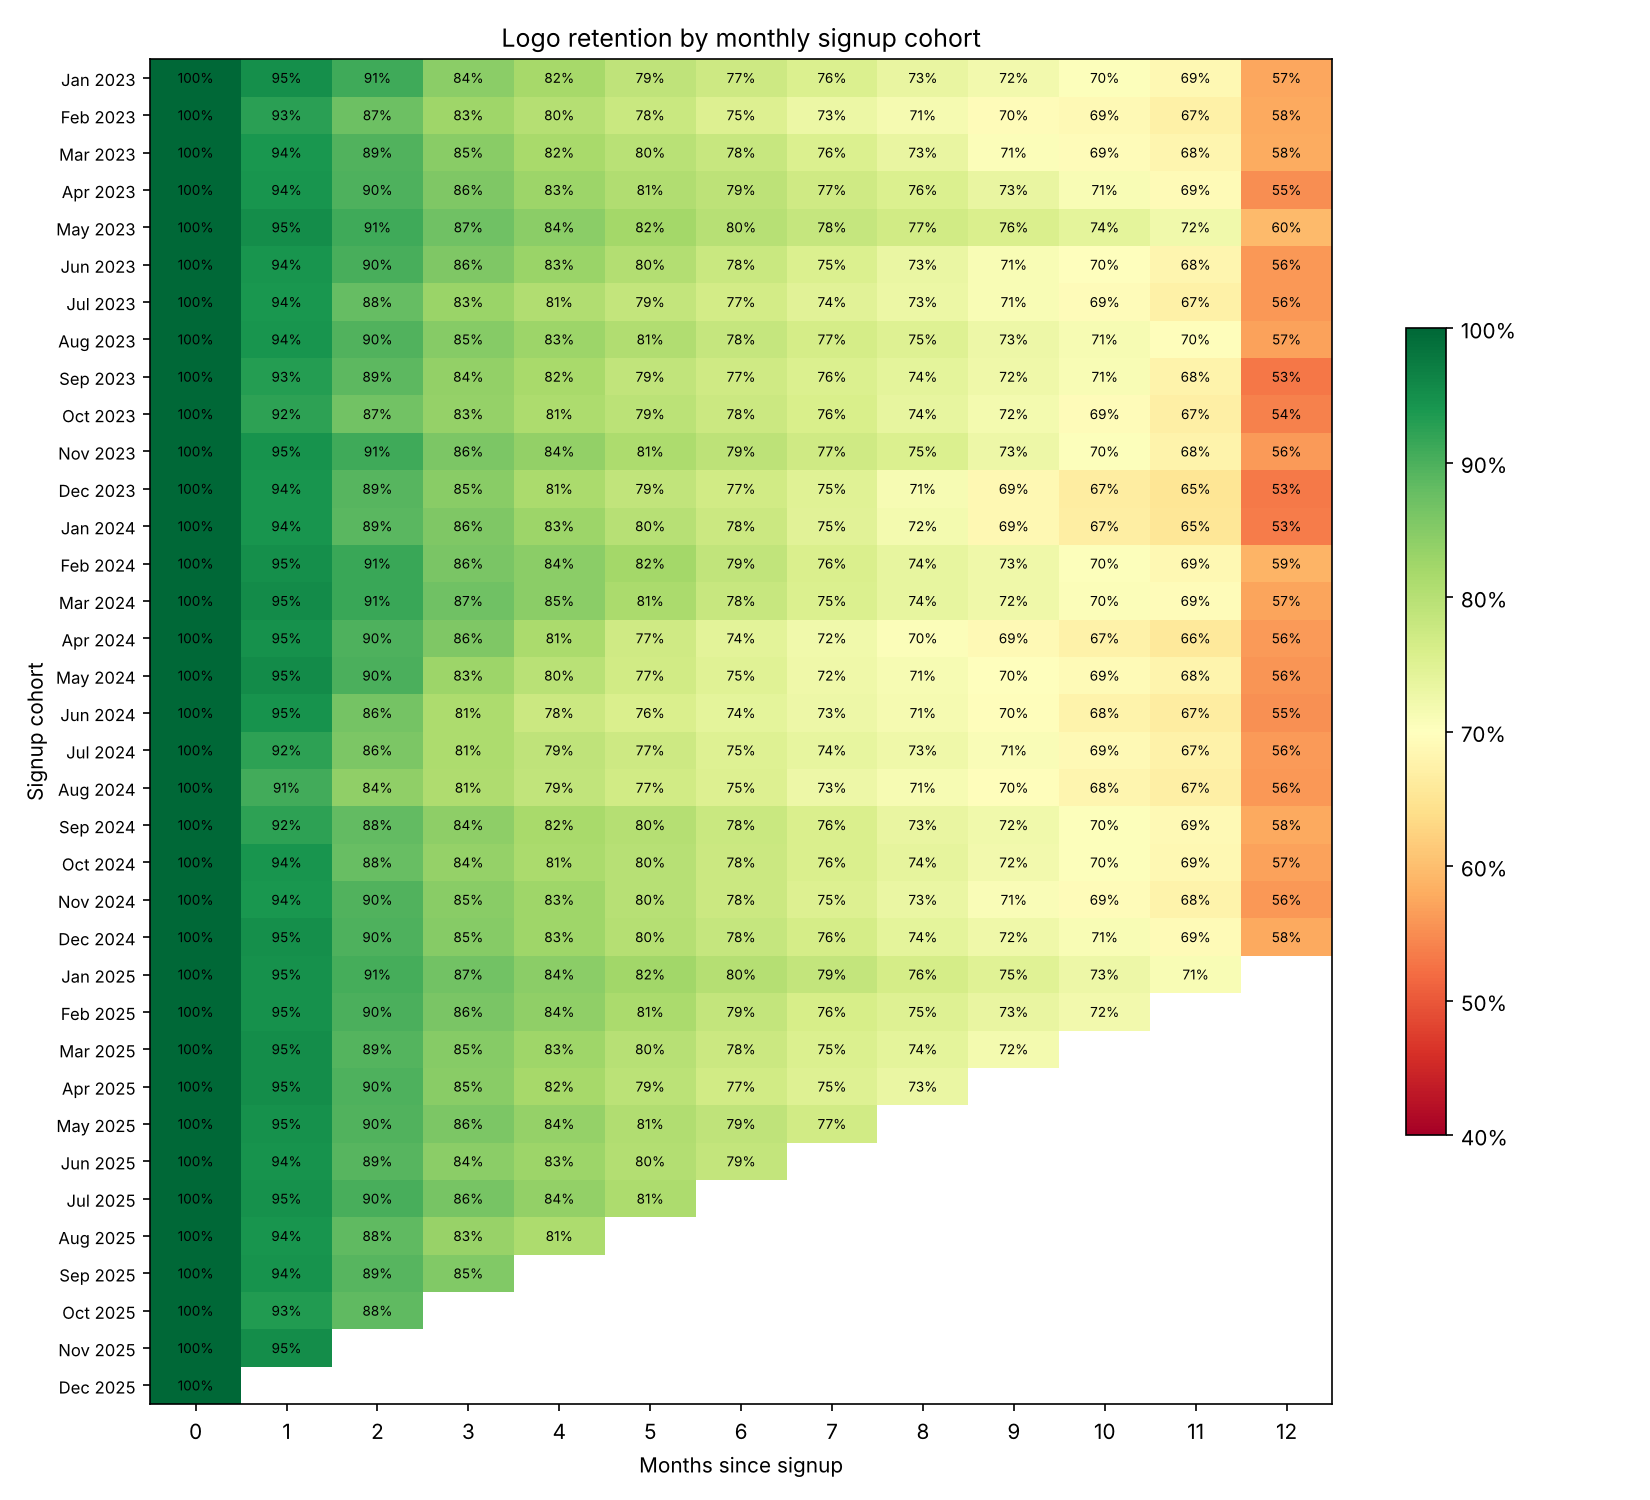 Logo retention by monthly signup cohort
Jan 2023 100% 95% 91% 84% 82% 79% 77% 76% 73% 72% 70% 69% 57%
Feb 2023 100% 93% 87% 83% 80% 78% 75% 73% 71% 70% 69% 67% 58%
Mar 2023 100% 94% 89% 85% 82% 80% 78% 76% 73% 71% 69% 68% 58%
Apr 2023 100% 94% 90% 86% 83% 81% 79% 77% 76% 73% 71% 69% 55%
May 2023 100% 95% 91% 87% 84% 82% 80% 78% 77% 76% 74% 72% 60%
Jun 2023 100% 94% 90% 86% 83% 80% 78% 75% 73% 71% 70% 68% 56%
Jul 2023 100% 94% 88% 83% 81% 79% 77% 74% 73% 71% 69% 67% 56%
Aug 2023 100% 94% 90% 85% 83% 81% 78% 77% 75% 73% 71% 70% 57%
Sep 2023 100% 93% 89% 84% 82% 79% 77% 76% 74% 72% 71% 68% 53%
Oct 2023 100% 92% 87% 83% 81% 79% 78% 76% 74% 72% 69% 67% 54%
Nov 2023 100% 95% 91% 86% 84% 81% 79% 77% 75% 73% 70% 68% 56%
Dec 2023 100% 94% 89% 85% 81% 79% 77% 75% 71% 69% 67% 65% 53%
Jan 2024 100% 94% 89% 86% 83% 80% 78% 75% 72% 69% 67% 65% 53%
Feb 2024 100% 95% 91% 86% 84% 82% 79% 76% 74% 73% 70% 69% 59%
Mar 2024 100% 95% 91% 87% 85% 81% 78% 75% 74% 72% 70% 69% 57%
Apr 2024 100% 95% 90% 86% 81% 77% 74% 72% 70% 69% 67% 66% 56%
May 2024 100% 95% 90% 83% 80% 77% 75% 72% 71% 70% 69% 68% 56%
Jun 2024 100% 95% 86% 81% 78% 76% 74% 73% 71% 70% 68% 67% 55%
Jul 2024 100% 92% 86% 81% 79% 77% 75% 74% 73% 71% 69% 67% 56%
Aug 2024 100% 91% 84% 81% 79% 77% 75% 73% 71% 70% 68% 67% 56%
Sep 2024 100% 92% 88% 84% 82% 80% 78% 76% 73% 72% 70% 69% 58%
Oct 2024 100% 94% 88% 84% 81% 80% 78% 76% 74% 72% 70% 69% 57%
Nov 2024 100% 94% 90% 85% 83% 80% 78% 75% 73% 71% 69% 68% 56%
Dec 2024 100% 95% 90% 85% 83% 80% 78% 76% 74% 72% 71% 69% 58%
Jan 2025 100% 95% 91% 87% 84% 82% 80% 79% 76% 75% 73% 71%
Feb 2025 100% 95% 90% 86% 84% 81% 79% 76% 75% 73% 72%
Mar 2025 100% 95% 89% 85% 83% 80% 78% 75% 74% 72%
Apr 2025 100% 95% 90% 85% 82% 79% 77% 75% 73%
May 2025 100% 95% 90% 86% 84% 81% 79% 77%
Jun 2025 100% 94% 89% 84% 83% 80% 79%
Jul 2025 100% 95% 90% 86% 84% 81%
Aug 2025 100% 94% 88% 83% 81%
Sep 2025 100% 94% 89% 85%
Oct 2025 100% 93% 88%
Nov 2025 100% 95%
Dec 2025 100%
0 1 2 3 4 5 6 7 8 9 10 11 12
Months since signup
Signup cohort
100%
90%
80%
70%
60%
50%
40%